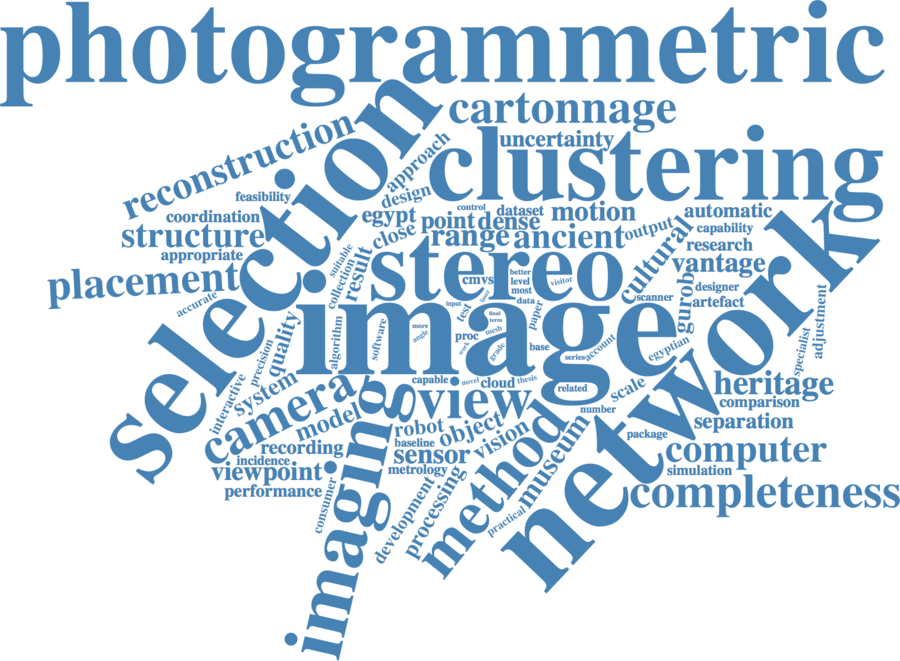 photogrammetric
cartonnage
reconstruction
selection
approach
uncertainty
clustering
design
feasibility
coordination
egypt
control
dataset
motion
automatic
structure
point
dense
close
range
ancient
output
capability
research
appropriate
suitable
result
stereo
cultural
vantage
placement
collection
cmvs
better
level
most
data
visitor
scanner
designer
artefact
gurob
network
accurate
image
input
test
final
term
mesh
paper
adjustment
precision
quality
algorithm
software
more
angle
proc
work
grade
base
series
account
egyptian
specialist
interactive
system
camera
capable
novel
cloud
thesis
related
scale
heritage
view
number
comparison
model
robot
object
vision
museum
package
separation
recording
baseline
sensor
method
computer
incidence
viewpoint
metrology
simulation
performance
imaging
processing
completeness
consumer
development
practical